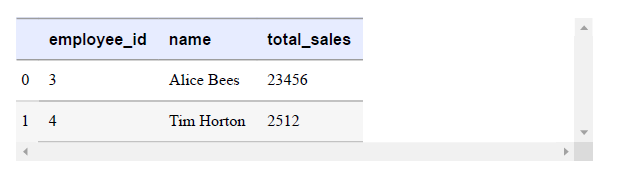 employee_id name total_sales
0 3 Alice Bees 23456
1 4 Tim Horton 2512